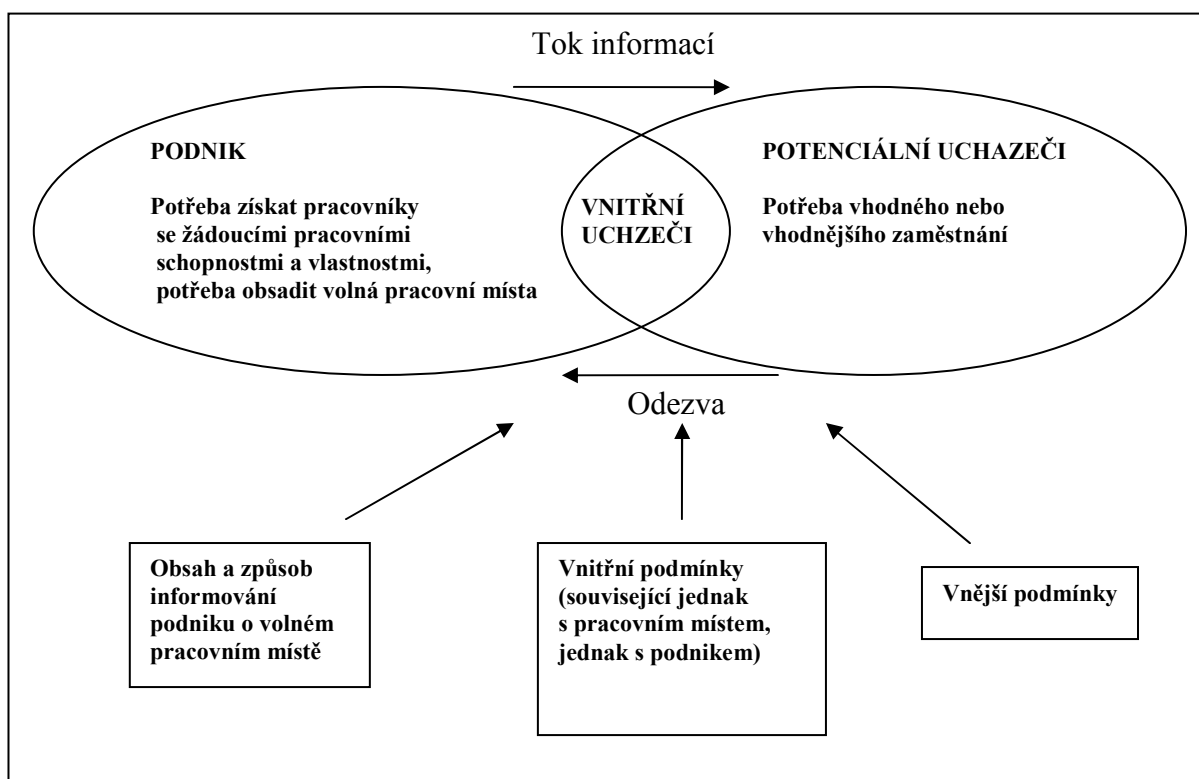 Tok informací
PODNIK
Potřeba získat pracovníky
se žádoucími pracovními
schopnostmi a vlastnostmi,
potřeba obsadit volná pracovní místa
VNITŘNÍ
UCHZEČI
POTENCIÁLNÍ UCHAZEČI
Potřeba vhodného nebo
vhodnějšího zaměstnání
Odezva
Obsah a způsob
informování
podniku o volném
pracovním místě
Vnitřní podmínky
(související jednak
s pracovním místem,
jednak s podnikem)
Vnější podmínky